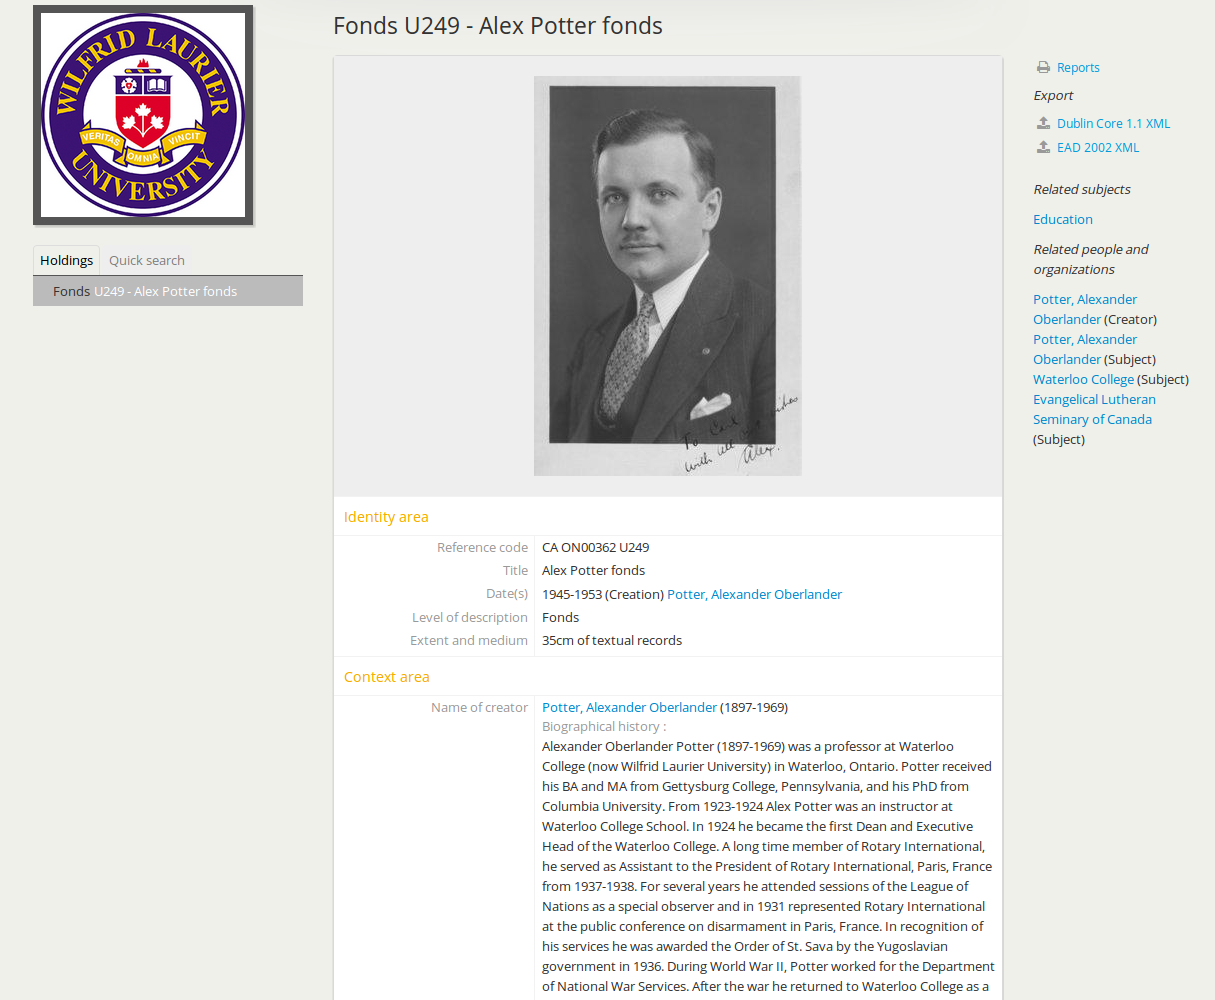 WILFRID LAURIER
VERITAS OMNIA VINCIT
UNIVERSITY
Holdings Quick search
Fonds U249 - Alex Potter fonds
Fonds U249 - Alex Potter fonds
To Carl
with all wishes
Alex.
Identity area
Reference code CA ON00362 U249
Title Alex Potter fonds
Date(s) 1945-1953 (Creation) Potter, Alexander Oberlander
Level of description Fonds
Extent and medium 35cm of textual records
Context area
Name of creator Potter, Alexander Oberlander (1897-1969)
Biographical history :
Alexander Oberlander Potter (1897-1969) was a professor at Waterloo
College (now Wilfrid Laurier University) in Waterloo, Ontario. Potter received
his BA and MA from Gettysburg College, Pennsylvania, and his PhD from
Columbia University. From 1923-1924 Alex Potter was an instructor at
Waterloo College School. In 1924 he became the first Dean and Executive
Head of the Waterloo College. A long time member of Rotary International,
he served as Assistant to the President of Rotary International, Paris, France
from 1937-1938. For several years he attended sessions of the League of
Nations as a special observer and in 1931 represented Rotary International
at the public conference on disarmament in Paris, France. In recognition of
his services he was awarded the Order of St. Sava by the Yugoslavian
government in 1936. During World War II, Potter worked for the Department
of National War Services. After the war he returned to Waterloo College as a
Reports
Export
Dublin Core 1.1 XML
EAD 2002 XML
Related subjects
Education
Related people and
organizations
Potter, Alexander
Oberlander (Creator)
Potter, Alexander
Oberlander (Subject)
Waterloo College (Subject)
Evangelical Lutheran
Seminary of Canada
(Subject)